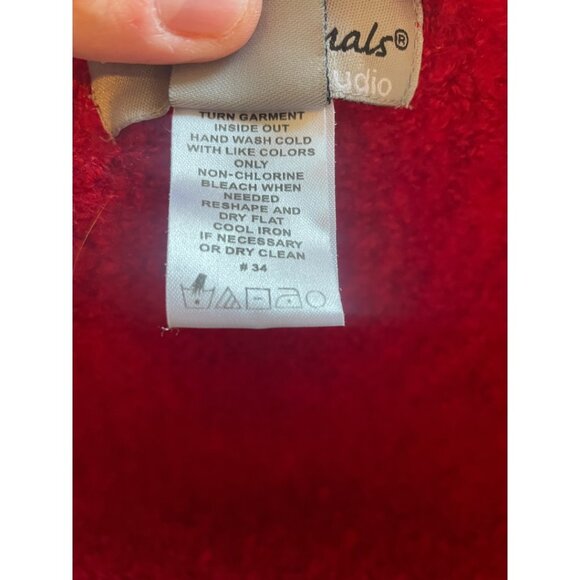 nals®
udio
TURN GARMENT
INSIDE OUT
HAND WASH COLD
WITH LIKE COLORS
ONLY
NON-CHLORINE
BLEACH WHEN
NEEDED
RESHAPE AND
DRY FLAT
COOL IRON
IF NECESSARY
OR DRY CLEAN
# 34